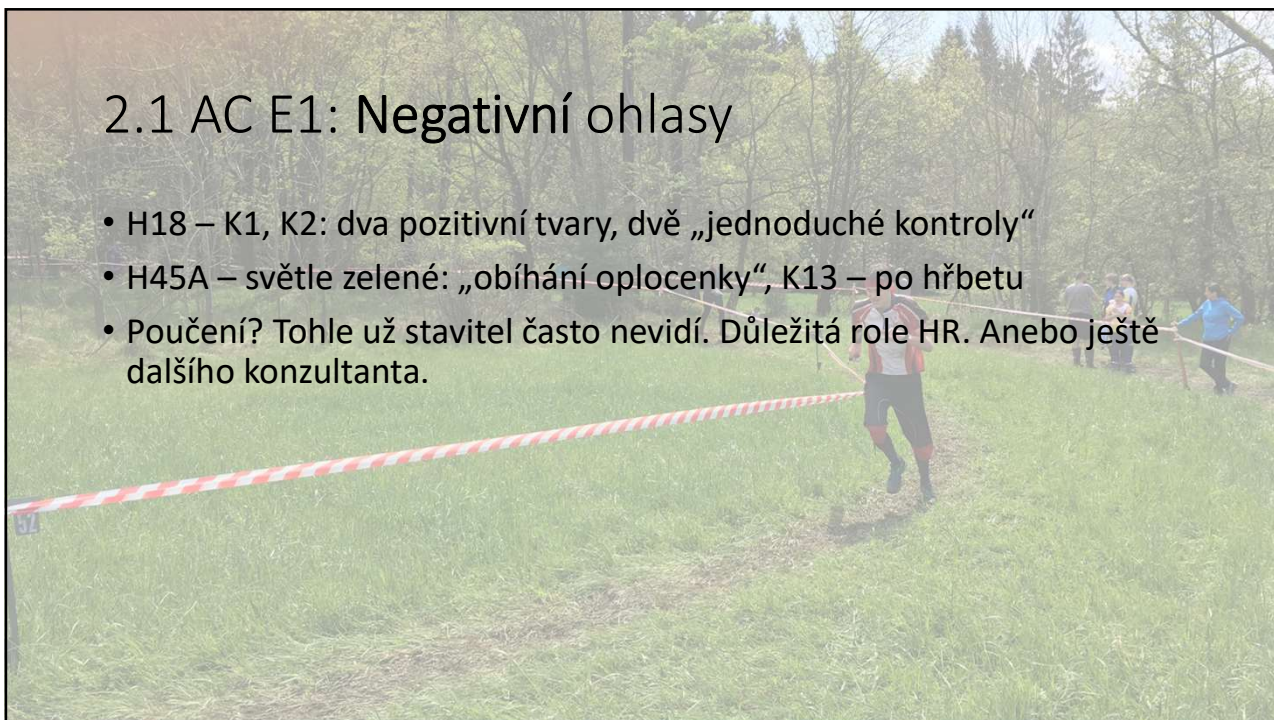 2.1 AC E1: Negativní ohlasy
• H18 – K1, K2: dva pozitivní tvary, dvě „jednoduché kontroly“
• H45A – světle zelené: „obíhání oplocenky“, K13 – po hřbetu
• Poučení? Tohle už stavitel často nevidí. Důležitá role HR. Anebo ještě
dalšího konzultanta.
52